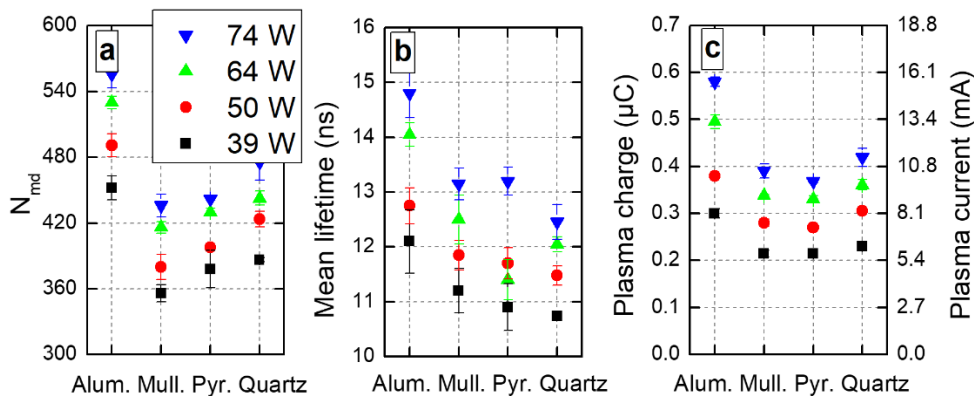 a
74 W
64 W
50 W
39 W
N_md
600
540
480
420
360
300
Alum. Mull. Pyr. Quartz
b
Mean lifetime (ns)
16
15
14
13
12
11
10
Alum. Mull. Pyr. Quartz
c
Plasma charge (µC)
0.7
0.6
0.5
0.4
0.3
0.2
0.1
0.0
Alum. Mull. Pyr. Quartz
18.8
16.1
13.4
10.8
8.1
5.4
2.7
0.0
Plasma current (mA)